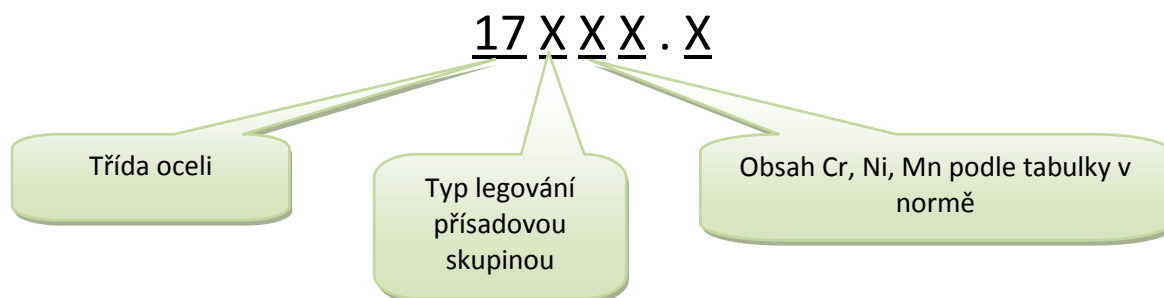 17 X X X . X
Třída oceli
Typ legování
přísadovou
skupinou
Obsah Cr, Ni, Mn podle tabulky v
normě